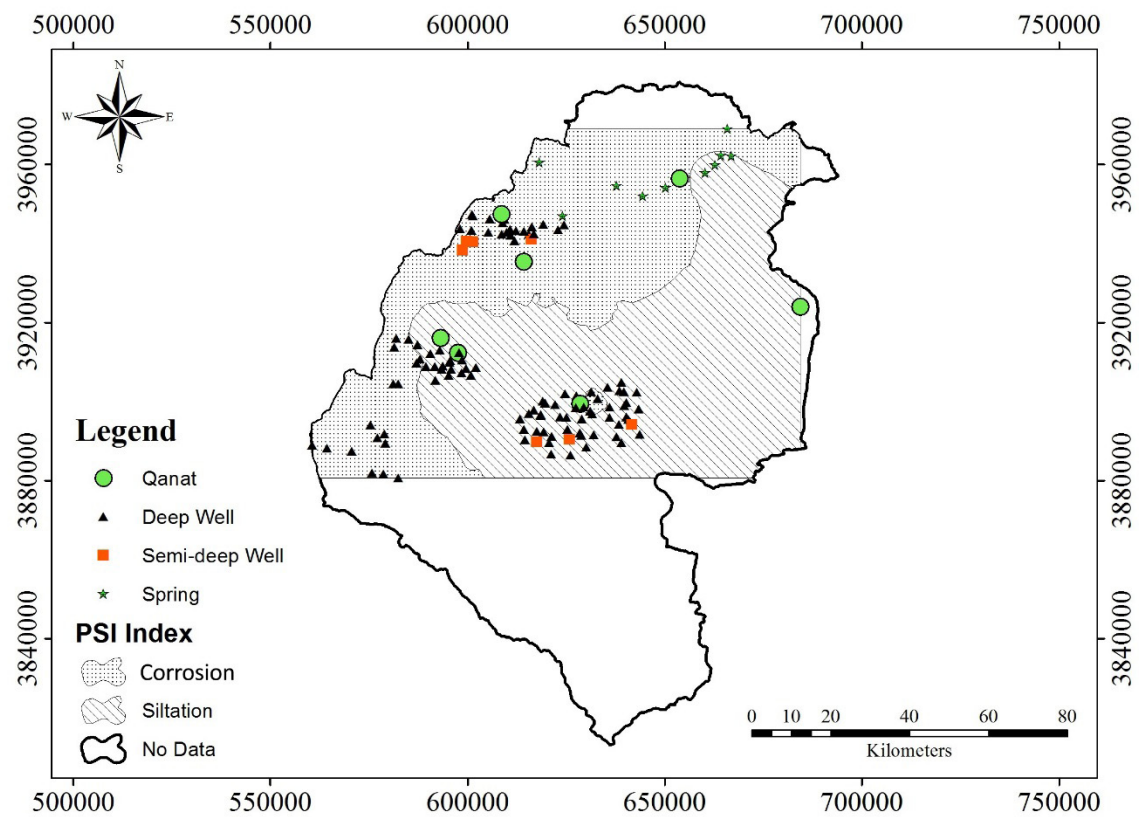 500000 550000 600000 650000 700000 750000
N
W E
S
3960000 3960000
3920000 3920000
3880000 3880000
3840000 3840000
Legend
Qanat
Deep Well
Semi-deep Well
Spring
PSI Index
Corrosion
Siltation
No Data
0 10 20 40 60 80
Kilometers
500000 550000 600000 650000 700000 750000